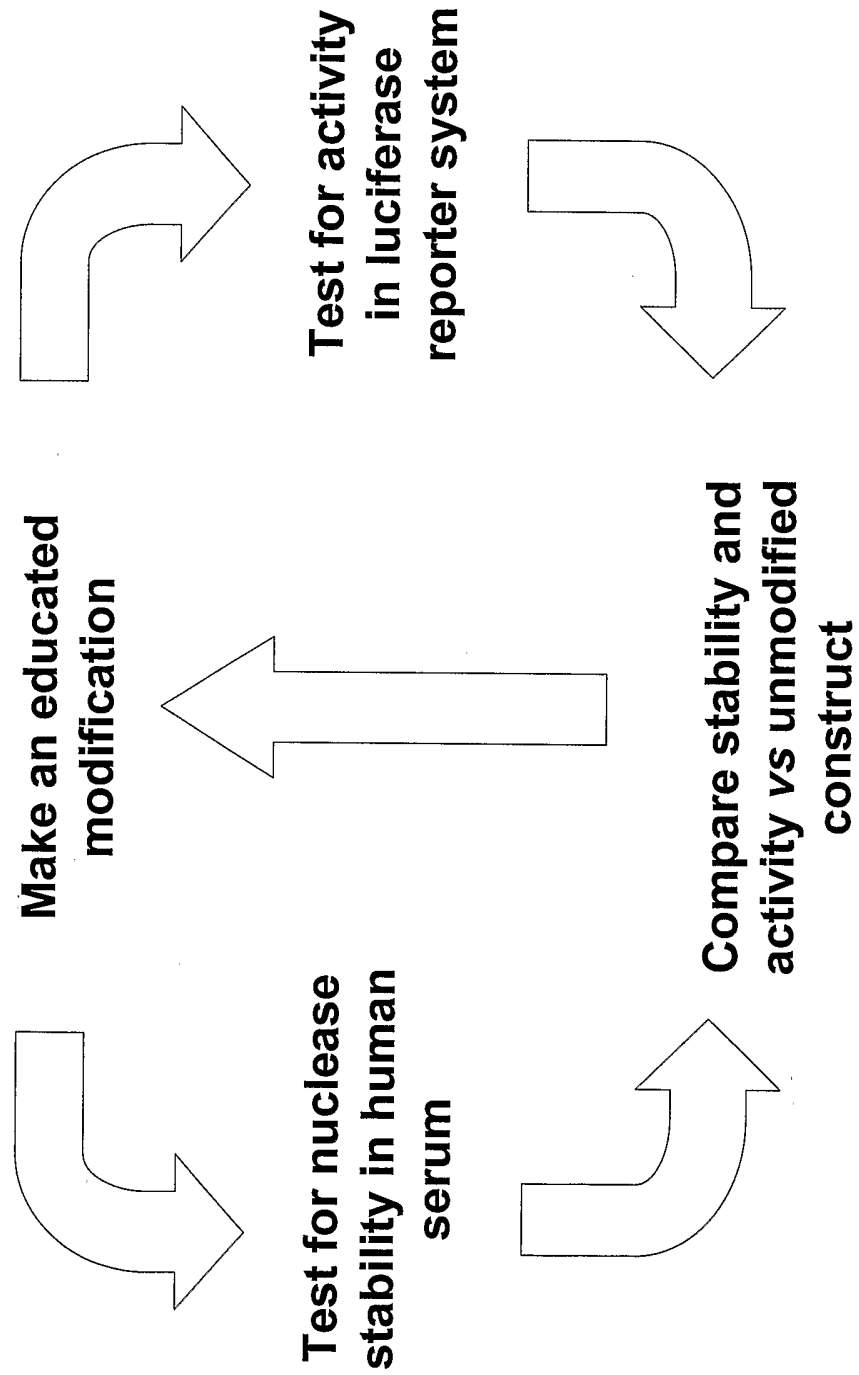 Make an educated
modification
Test for nuclease
stability in human
serum
Test for activity
in luciferase
reporter system
Compare stability and
activity vs unmodified
construct